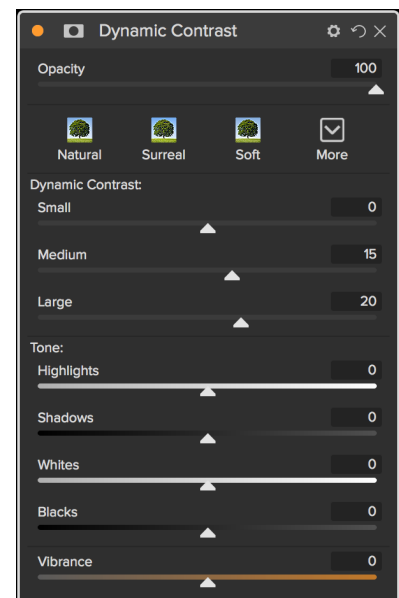 Dynamic Contrast
Opacity 100
Natural Surreal Soft More
Dynamic Contrast:
Small 0
Medium 15
Large 20
Tone:
Highlights 0
Shadows 0
Whites 0
Blacks 0
Vibrance 0